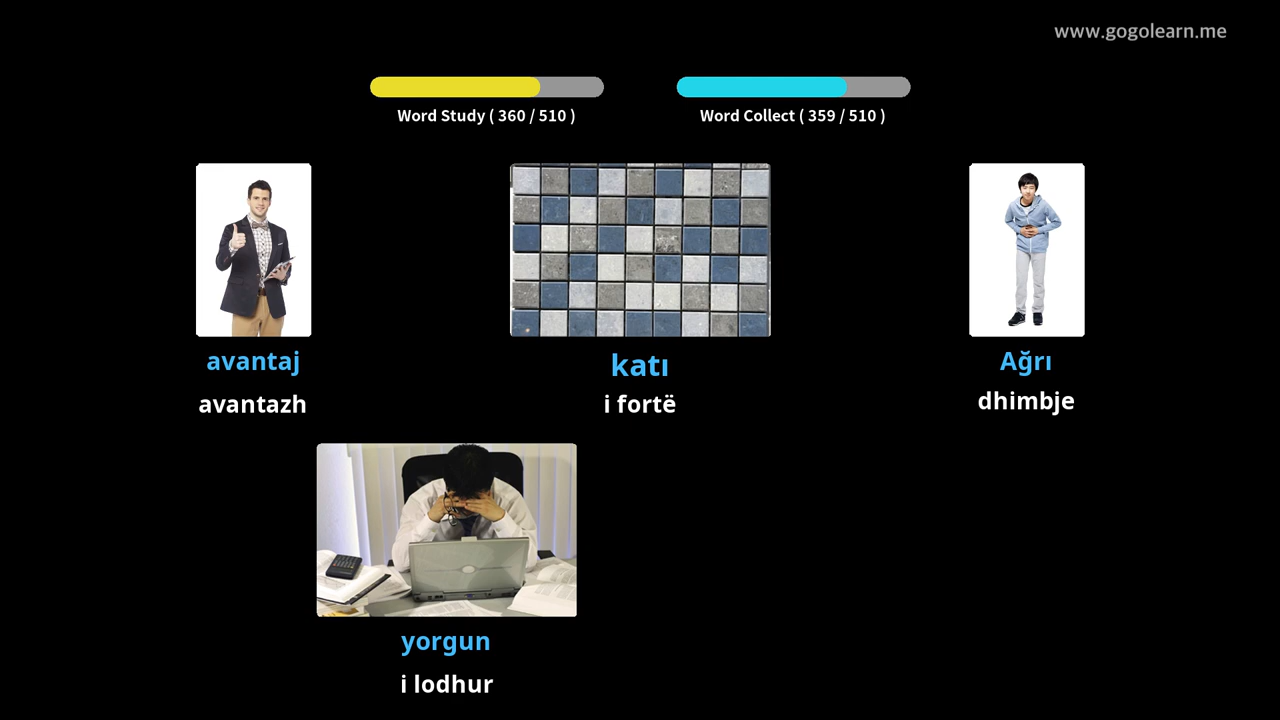 www.gogolearn.me
Word Study ( 360 / 510 )
Word Collect ( 359 / 510 )
avantaj
avantazh
katı
i fortë
Ağrı
dhimbje
yorgun
i lodhur